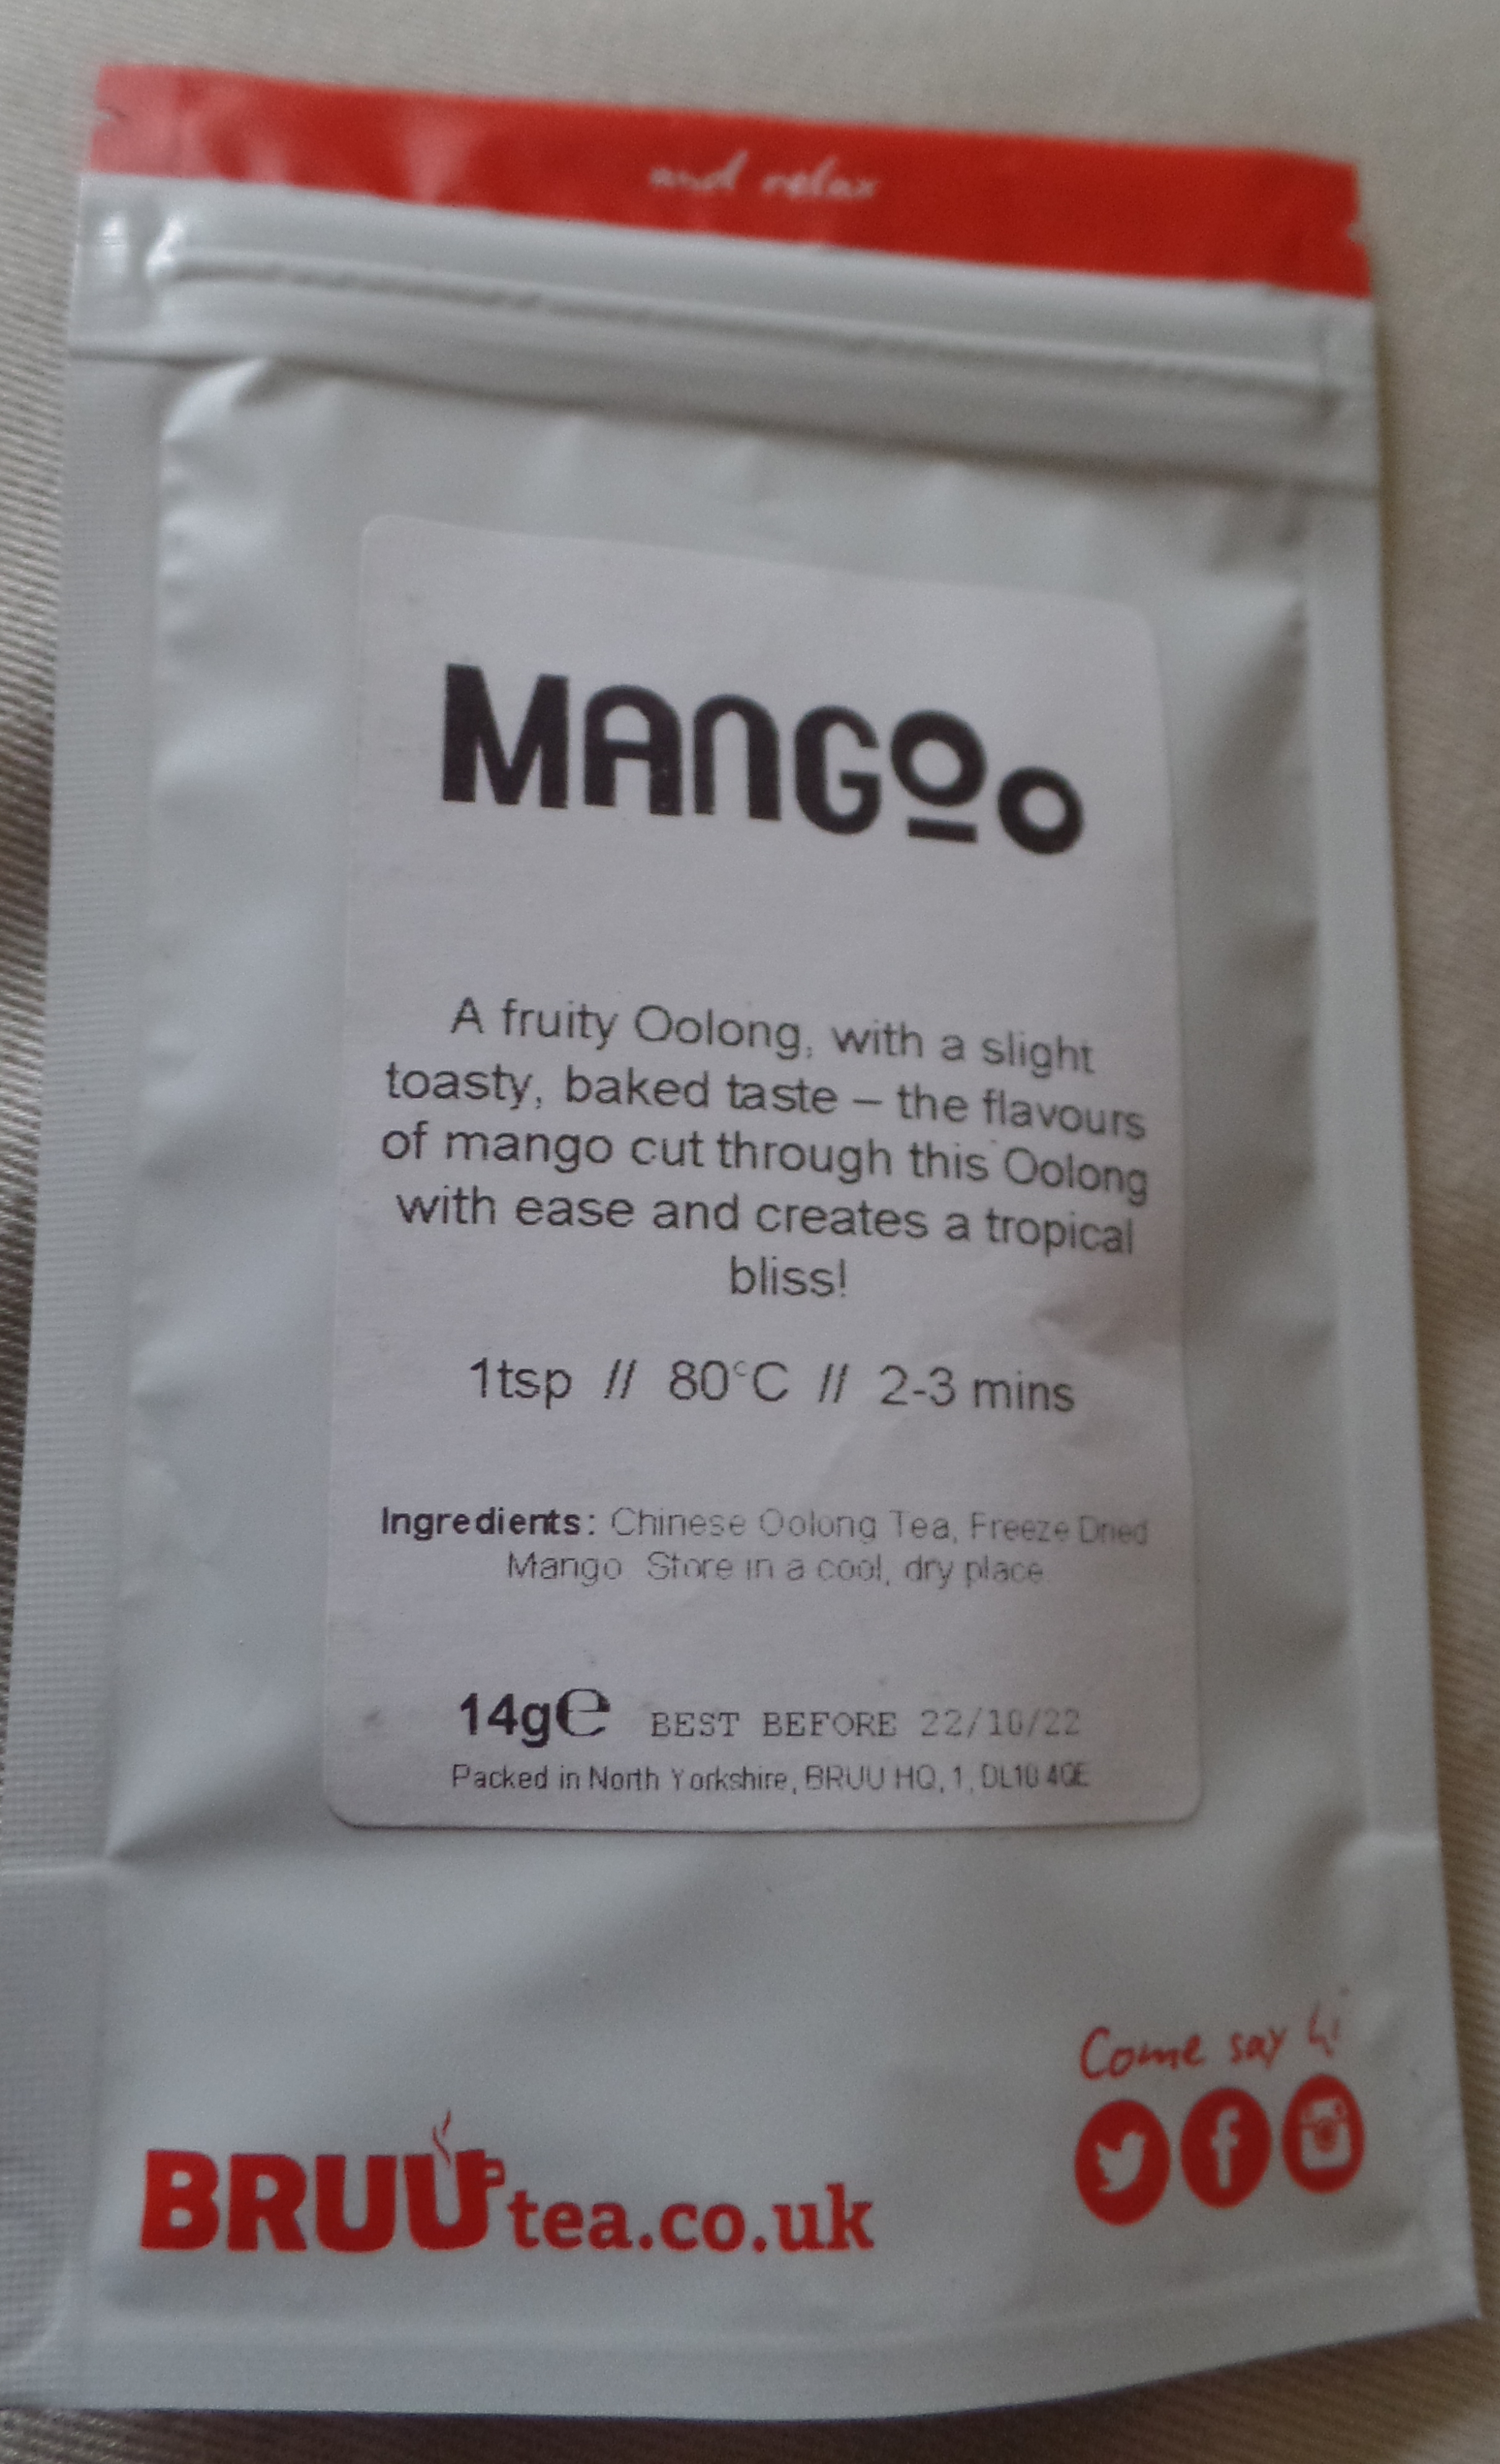 and relax
MANGOO
A fruity Oolong, with a slight
toasty, baked taste – the flavours
of mango cut through this Oolong
with ease and creates a tropical
bliss!
1tsp // 80°C // 2-3 mins
Ingredients: Chinese Oolong Tea, Freeze Dried
Mango. Store in a cool, dry place.
14g℮ BEST BEFORE 22/10/22
Packed in North Yorkshire, BRUU HQ, 1, DL10 4QE
Come say hi
BRUUtea.co.uk